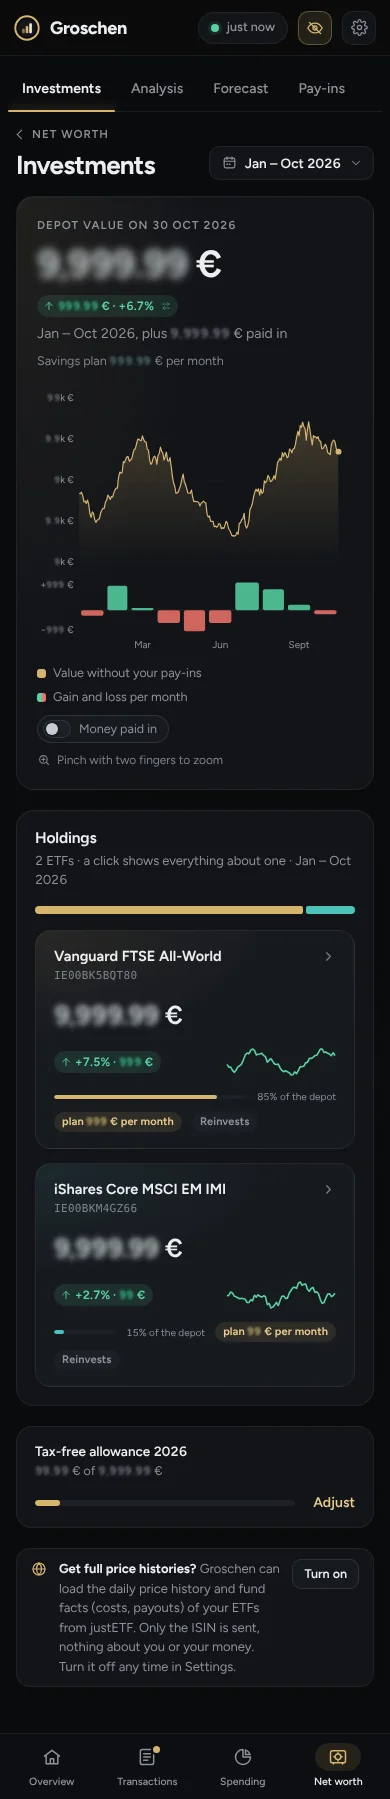 Groschen
just now
Investments Analysis Forecast Pay-ins
NET WORTH
Investments
Jan – Oct 2026
DEPOT VALUE ON 30 OCT 2026
€
€ · +6.7%
Jan – Oct 2026, plus € paid in
Savings plan € per month
k €
k €
k €
k €
k €
€
€
Mar Jun Sept
Value without your pay-ins
Gain and loss per month
Money paid in
Pinch with two fingers to zoom
Holdings
2 ETFs · a click shows everything about one · Jan – Oct
2026
Vanguard FTSE All-World
IE00BK5BQT80
€
+7.5% · €
85% of the depot
plan € per month Reinvests
iShares Core MSCI EM IMI
IE00BKM4GZ66
€
+2.7% · €
15% of the depot plan € per month
Reinvests
Tax-free allowance 2026
€ of €
Adjust
Get full price histories? Groschen can
load the daily price history and fund
facts (costs, payouts) of your ETFs
from justETF. Only the ISIN is sent,
nothing about you or your money.
Turn it off any time in Settings.
Turn on
Overview Transactions Spending Net worth